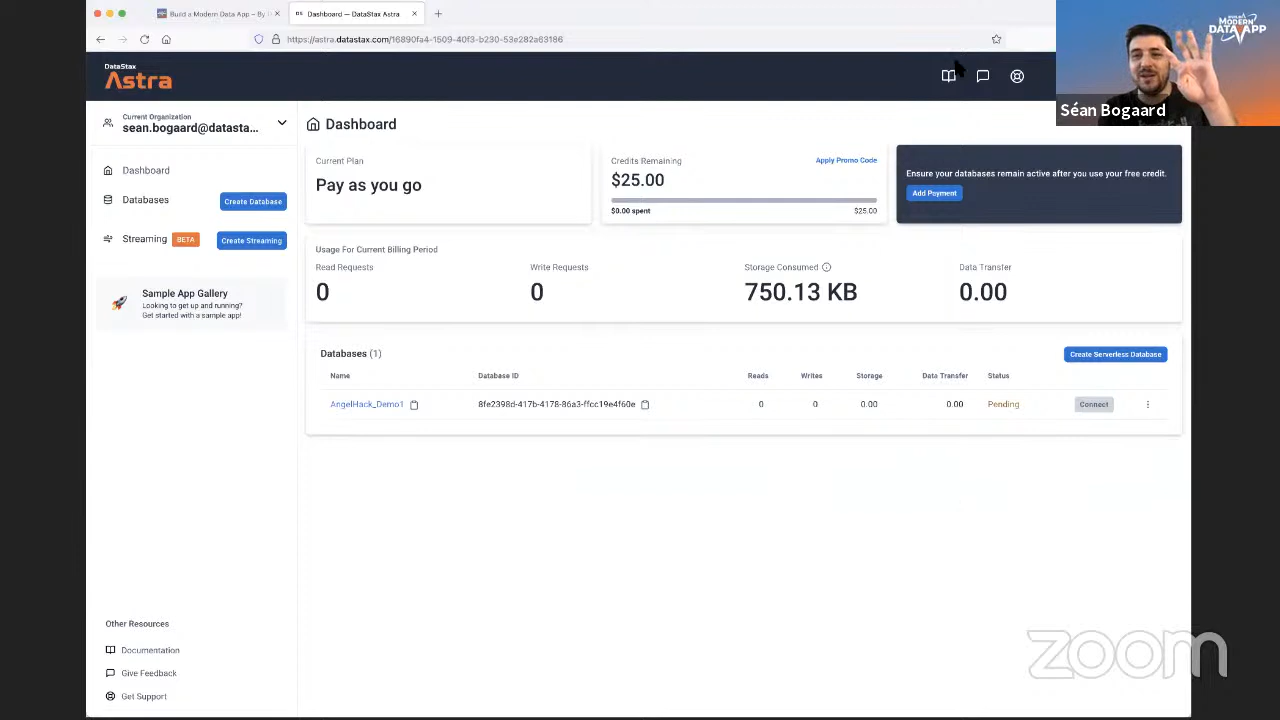 Build a Modern Data App – By D
DS Dashboard — DataStax Astra
https://astra.datastax.com/16890fa4-1509-40f3-b230-53e282a63186
DataStax
Astra
Current Organization
sean.bogaard@datasta...
Dashboard
Databases
Create Database
Streaming
BETA
Create Streaming
Sample App Gallery
Looking to get up and running?
Get started with a sample app!
Other Resources
Documentation
Give Feedback
Get Support
Dashboard
Current Plan
Pay as you go
Credits Remaining
Apply Promo Code
$25.00
$0.00 spent
$25.00
Ensure your databases remain active after you use your free credit.
Add Payment
Usage For Current Billing Period
Read Requests
Write Requests
Storage Consumed
Data Transfer
0
0
750.13 KB
0.00
Databases (1)
Create Serverless Database
Name Database ID Reads Writes Storage Data Transfer Status
AngelHack_Demo1 8fe2398d-417b-4178-86a3-ffcc19e4f60e 0 0 0.00 0.00 Pending Connect
MODERN
DATA APP
Séan Bogaard
zoom